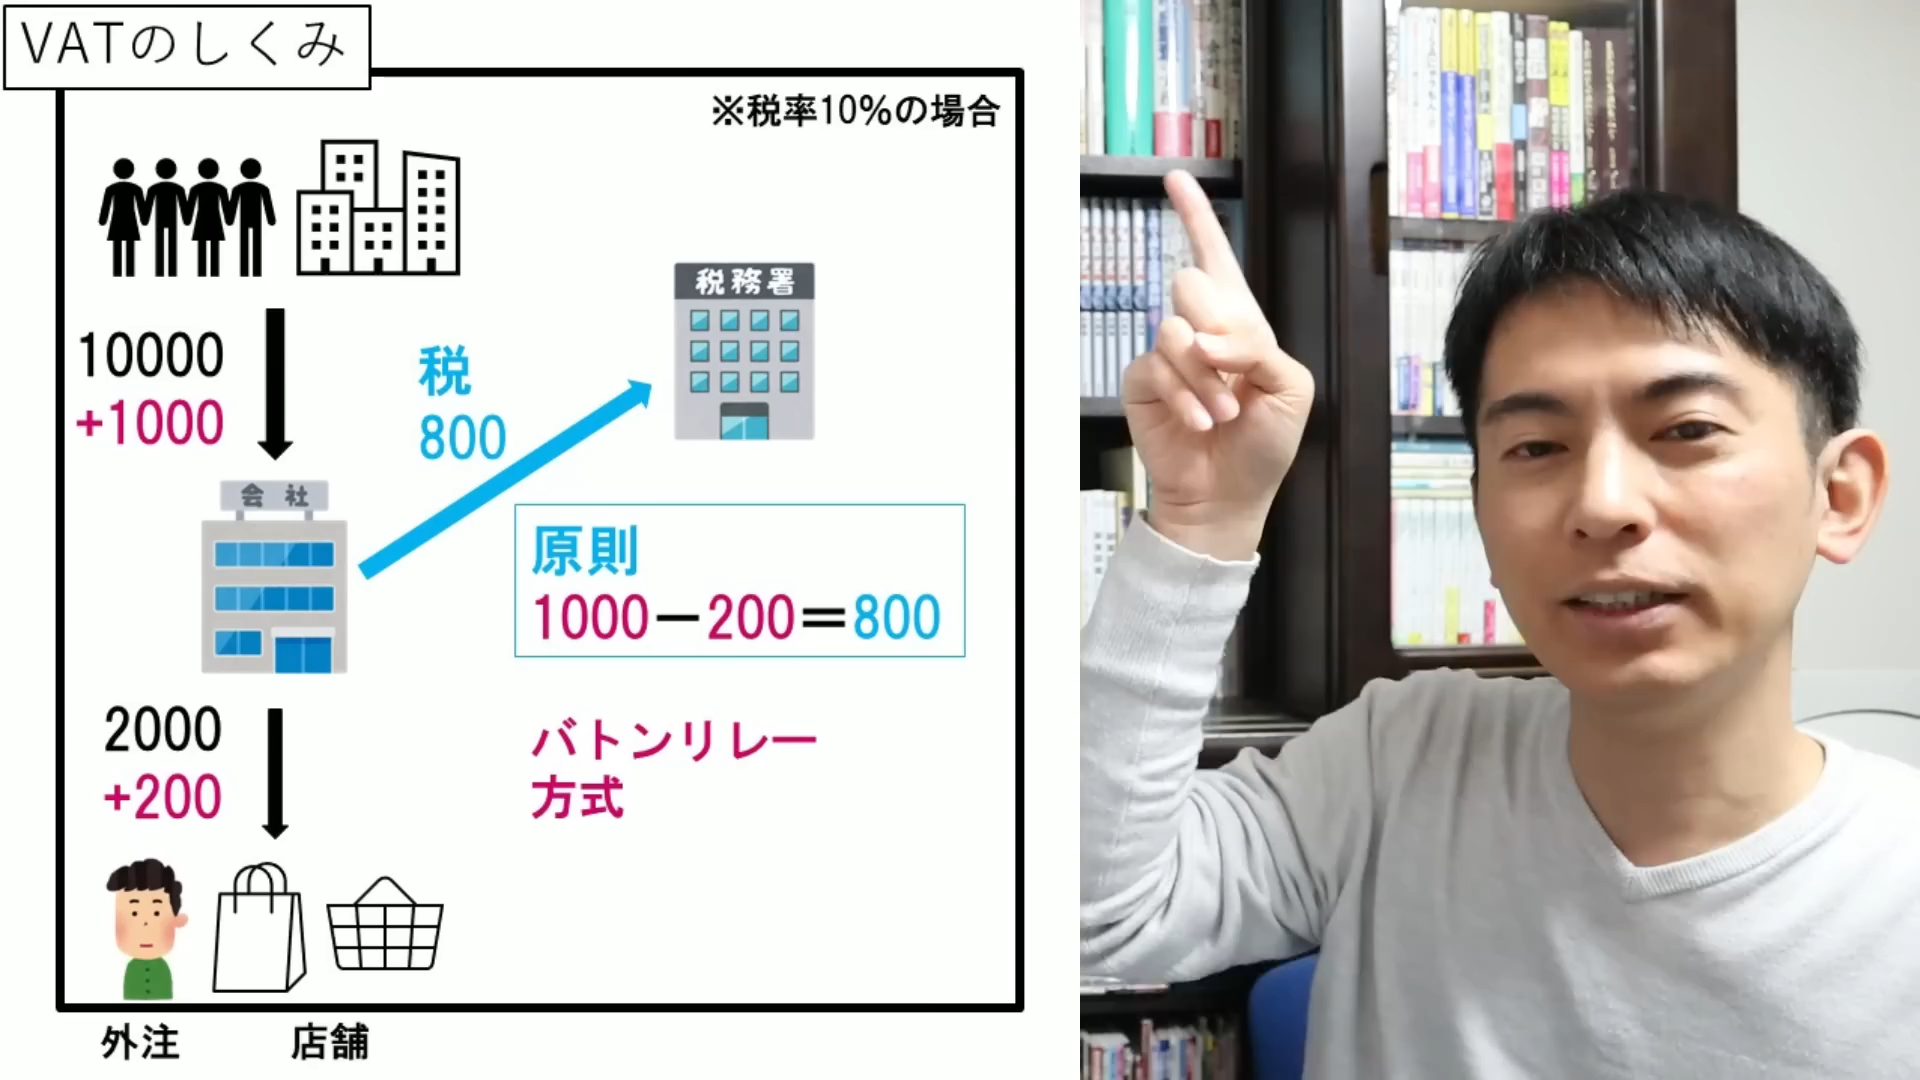 VATのしくみ
※税率10%の場合
税務署
10000
+1000
税
800
会社
原則
1000-200=800
2000
+200
バトンリレー
方式
外注
店舗